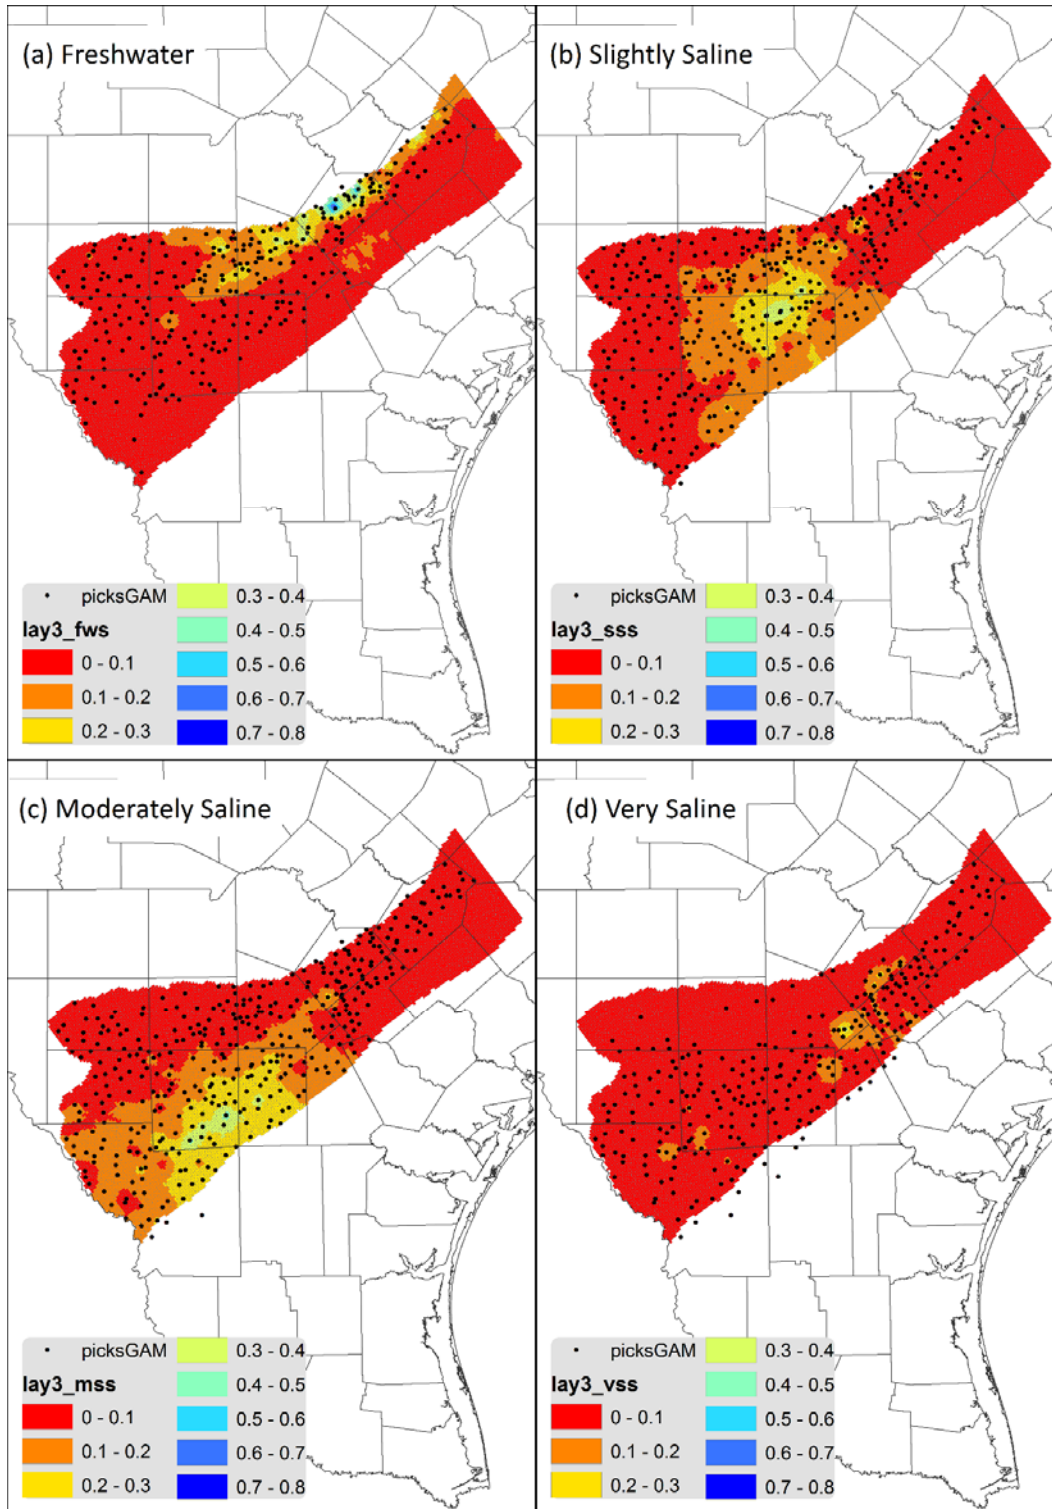 (a) Freshwater
picksGAM
lay3_fws
0 - 0.1
0.1 - 0.2
0.2 - 0.3
0.3 - 0.4
0.4 - 0.5
0.5 - 0.6
0.6 - 0.7
0.7 - 0.8
(b) Slightly Saline
picksGAM
lay3_sss
0 - 0.1
0.1 - 0.2
0.2 - 0.3
0.3 - 0.4
0.4 - 0.5
0.5 - 0.6
0.6 - 0.7
0.7 - 0.8
(c) Moderately Saline
picksGAM
lay3_mss
0 - 0.1
0.1 - 0.2
0.2 - 0.3
0.3 - 0.4
0.4 - 0.5
0.5 - 0.6
0.6 - 0.7
0.7 - 0.8
(d) Very Saline
picksGAM
lay3_vss
0 - 0.1
0.1 - 0.2
0.2 - 0.3
0.3 - 0.4
0.4 - 0.5
0.5 - 0.6
0.6 - 0.7
0.7 - 0.8